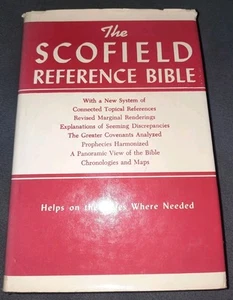 The
SCOFIELD
REFERENCE BIBLE
With a New System of
Connected Topical References
Revised Marginal Renderings
Explanations of Seeming Discrepancies
The Greater Covenants Analyzed
Prophecies Harmonized
A Panoramic View of the Bible
Chronologies and Maps
Helps on the Where Needed